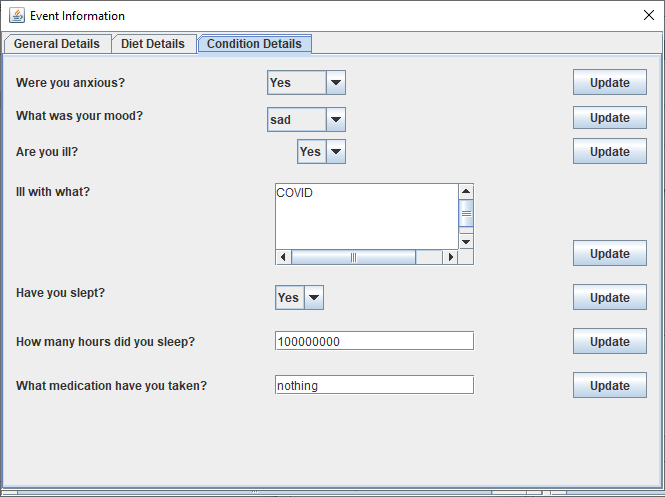 Event Information
General Details Diet Details Condition Details
Were you anxious? Yes Update
What was your mood? sad Update
Are you ill? Yes Update
Ill with what? COVID
Update
Have you slept? Yes Update
How many hours did you sleep? 100000000 Update
What medication have you taken? nothing Update